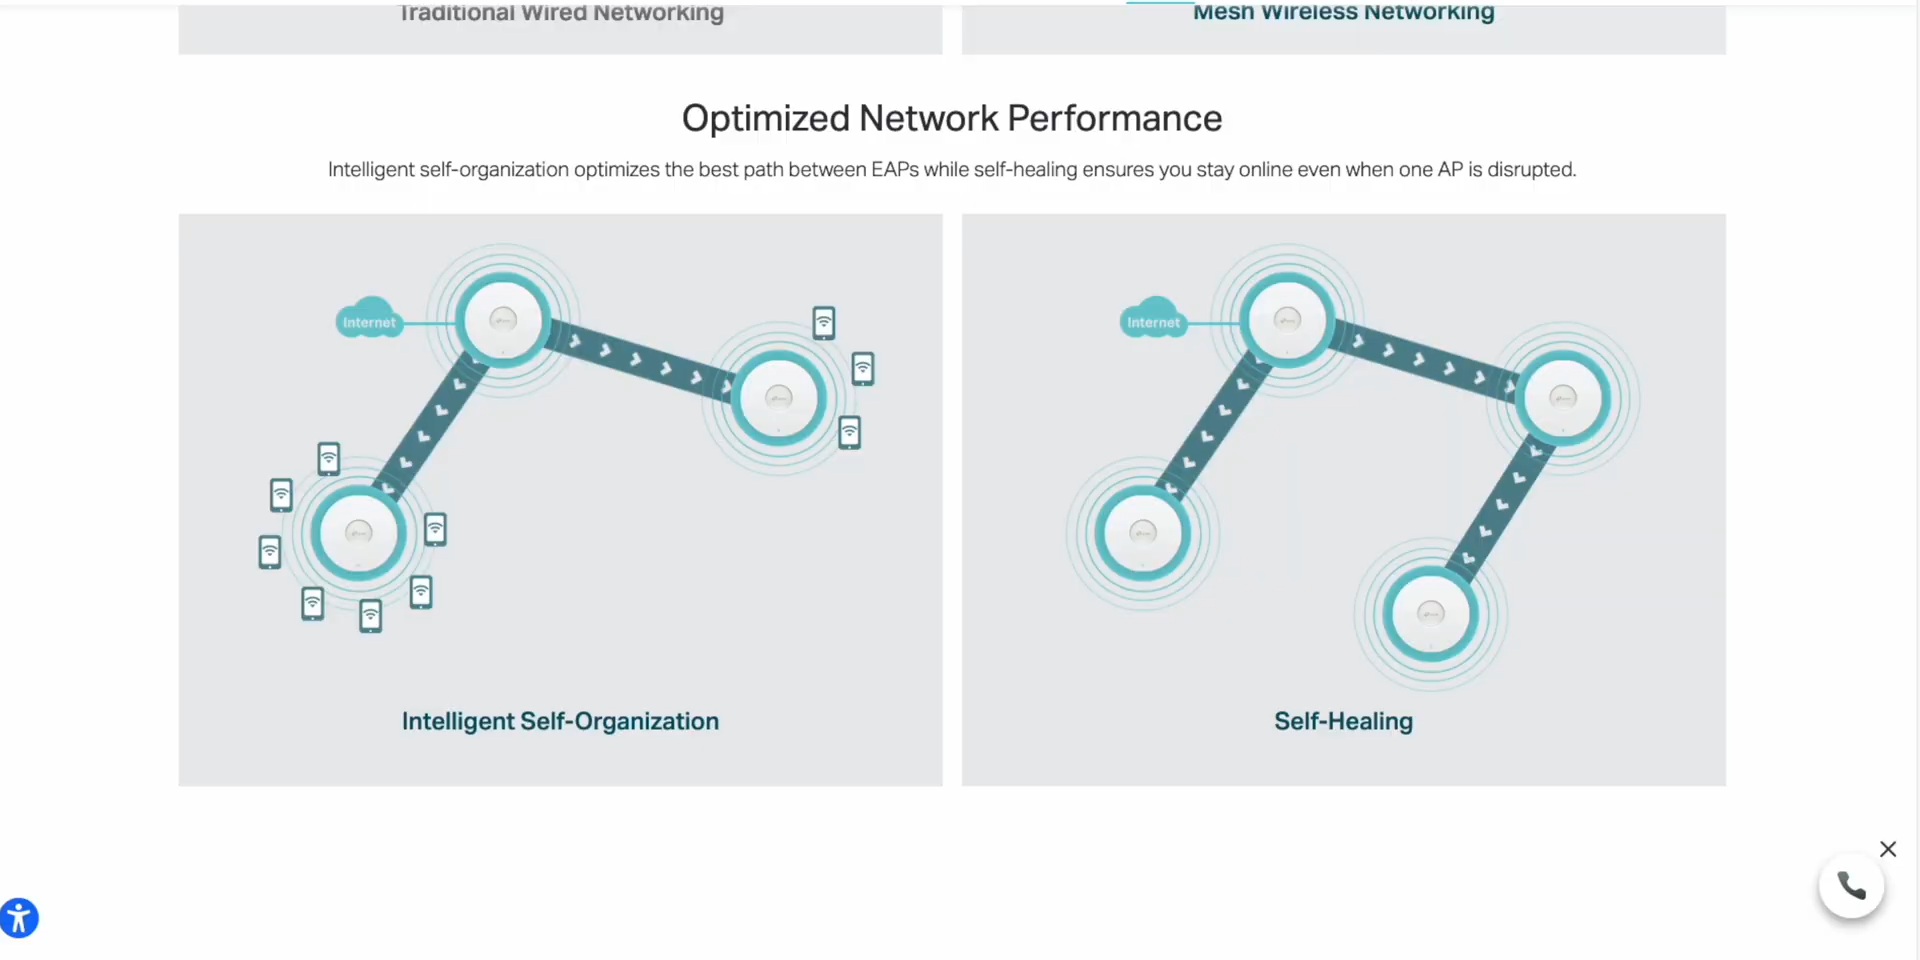 Traditional Wired Networking
Mesh Wireless Networking
Optimized Network Performance
Intelligent self-organization optimizes the best path between EAPs while self-healing ensures you stay online even when one AP is disrupted.
Internet
Internet
Intelligent Self-Organization
Self-Healing